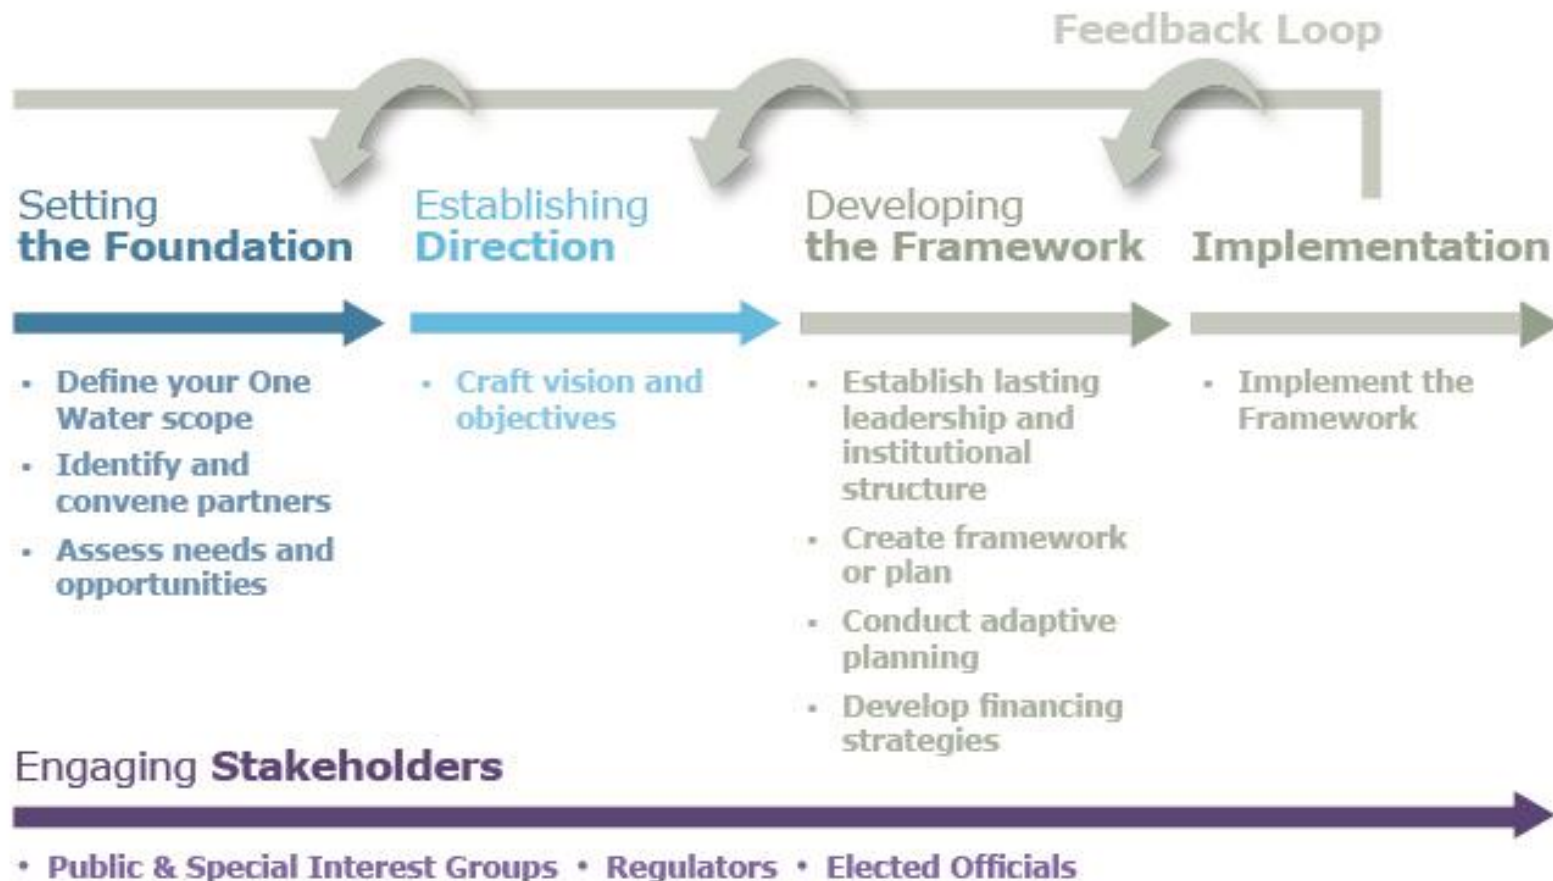 Feedback Loop
Setting
the Foundation
Establishing
Direction
Developing
the Framework
Implementation
• Define your One
Water scope
• Identify and
convene partners
• Assess needs and
opportunities
• Craft vision and
objectives
• Establish lasting
leadership and
institutional
structure
• Create framework
or plan
• Conduct adaptive
planning
• Develop financing
strategies
• Implement the
Framework
Engaging Stakeholders
• Public & Special Interest Groups • Regulators • Elected Officials